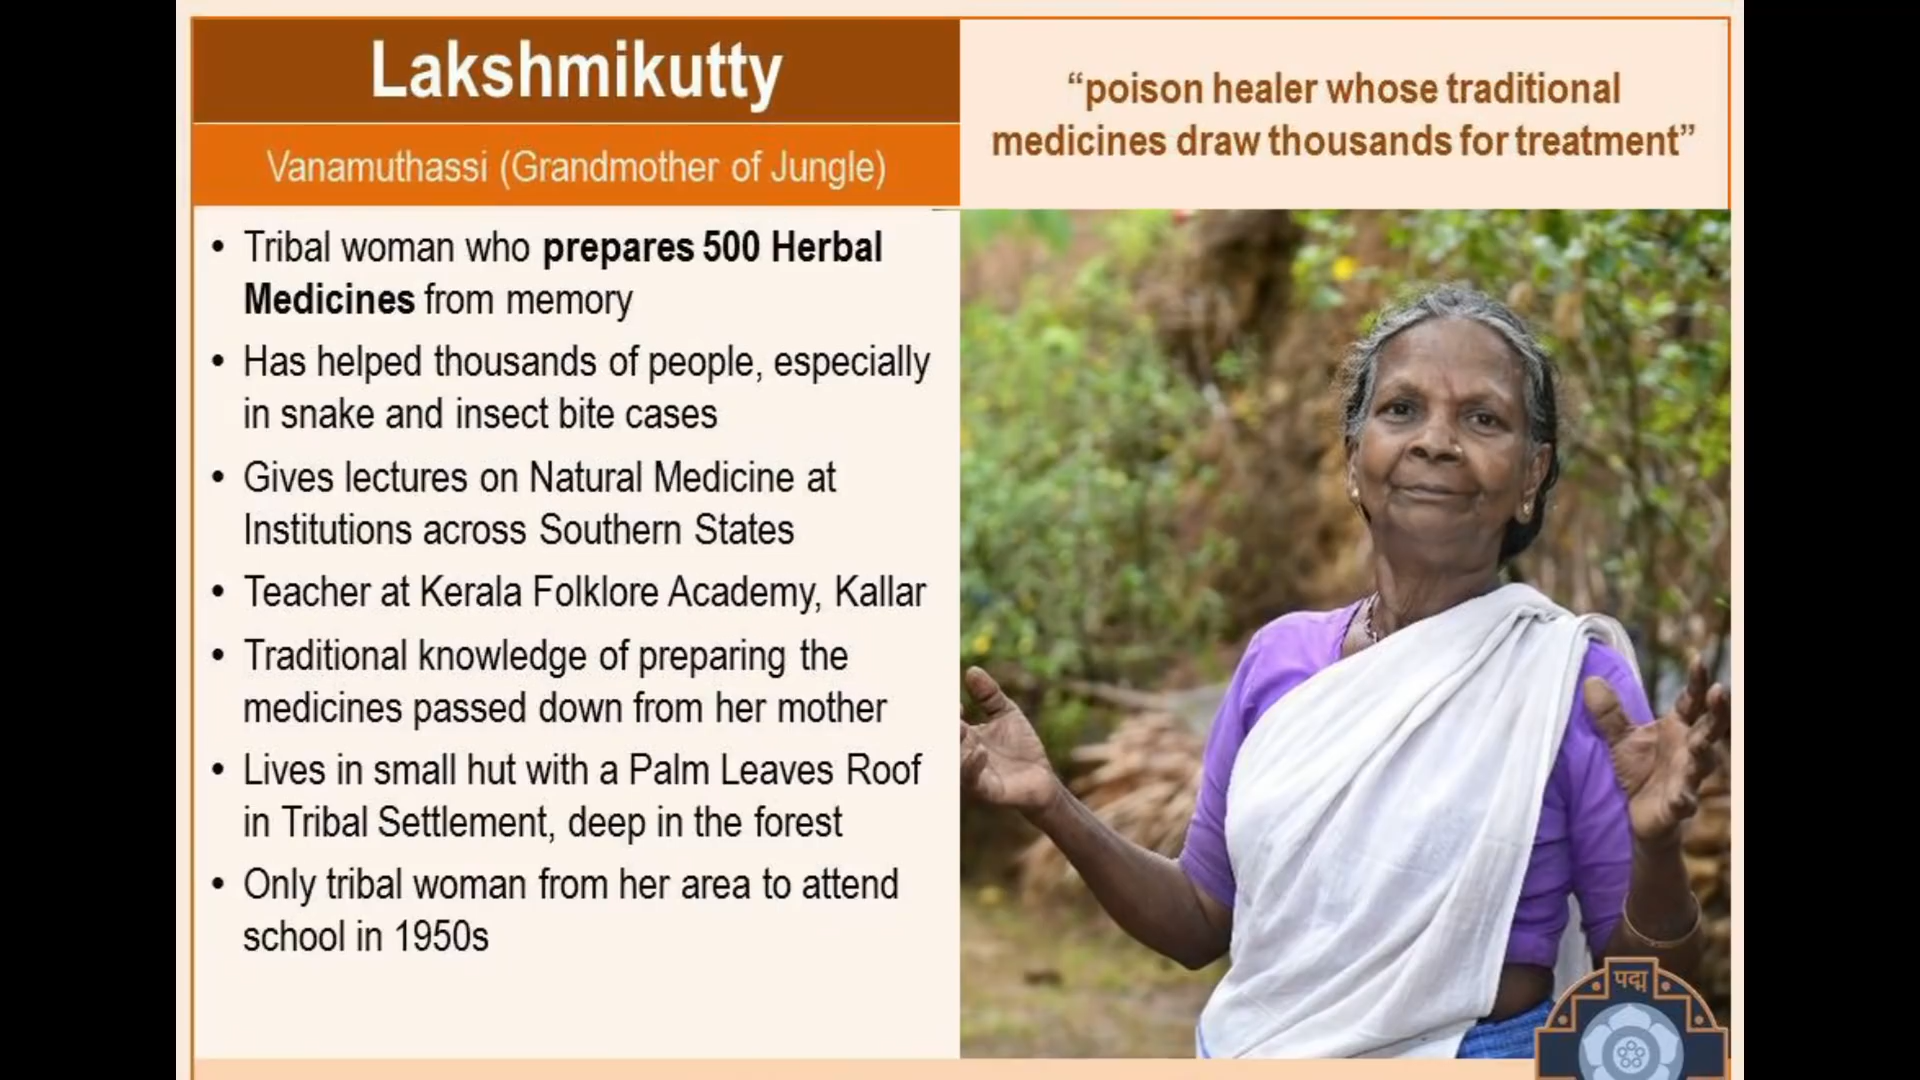 Lakshmikutty
Vanamuthassi (Grandmother of Jungle)
“poison healer whose traditional
medicines draw thousands for treatment”
• Tribal woman who prepares 500 Herbal
Medicines from memory
• Has helped thousands of people, especially
in snake and insect bite cases
• Gives lectures on Natural Medicine at
Institutions across Southern States
• Teacher at Kerala Folklore Academy, Kallar
• Traditional knowledge of preparing the
medicines passed down from her mother
• Lives in small hut with a Palm Leaves Roof
in Tribal Settlement, deep in the forest
• Only tribal woman from her area to attend
school in 1950s
पद्म